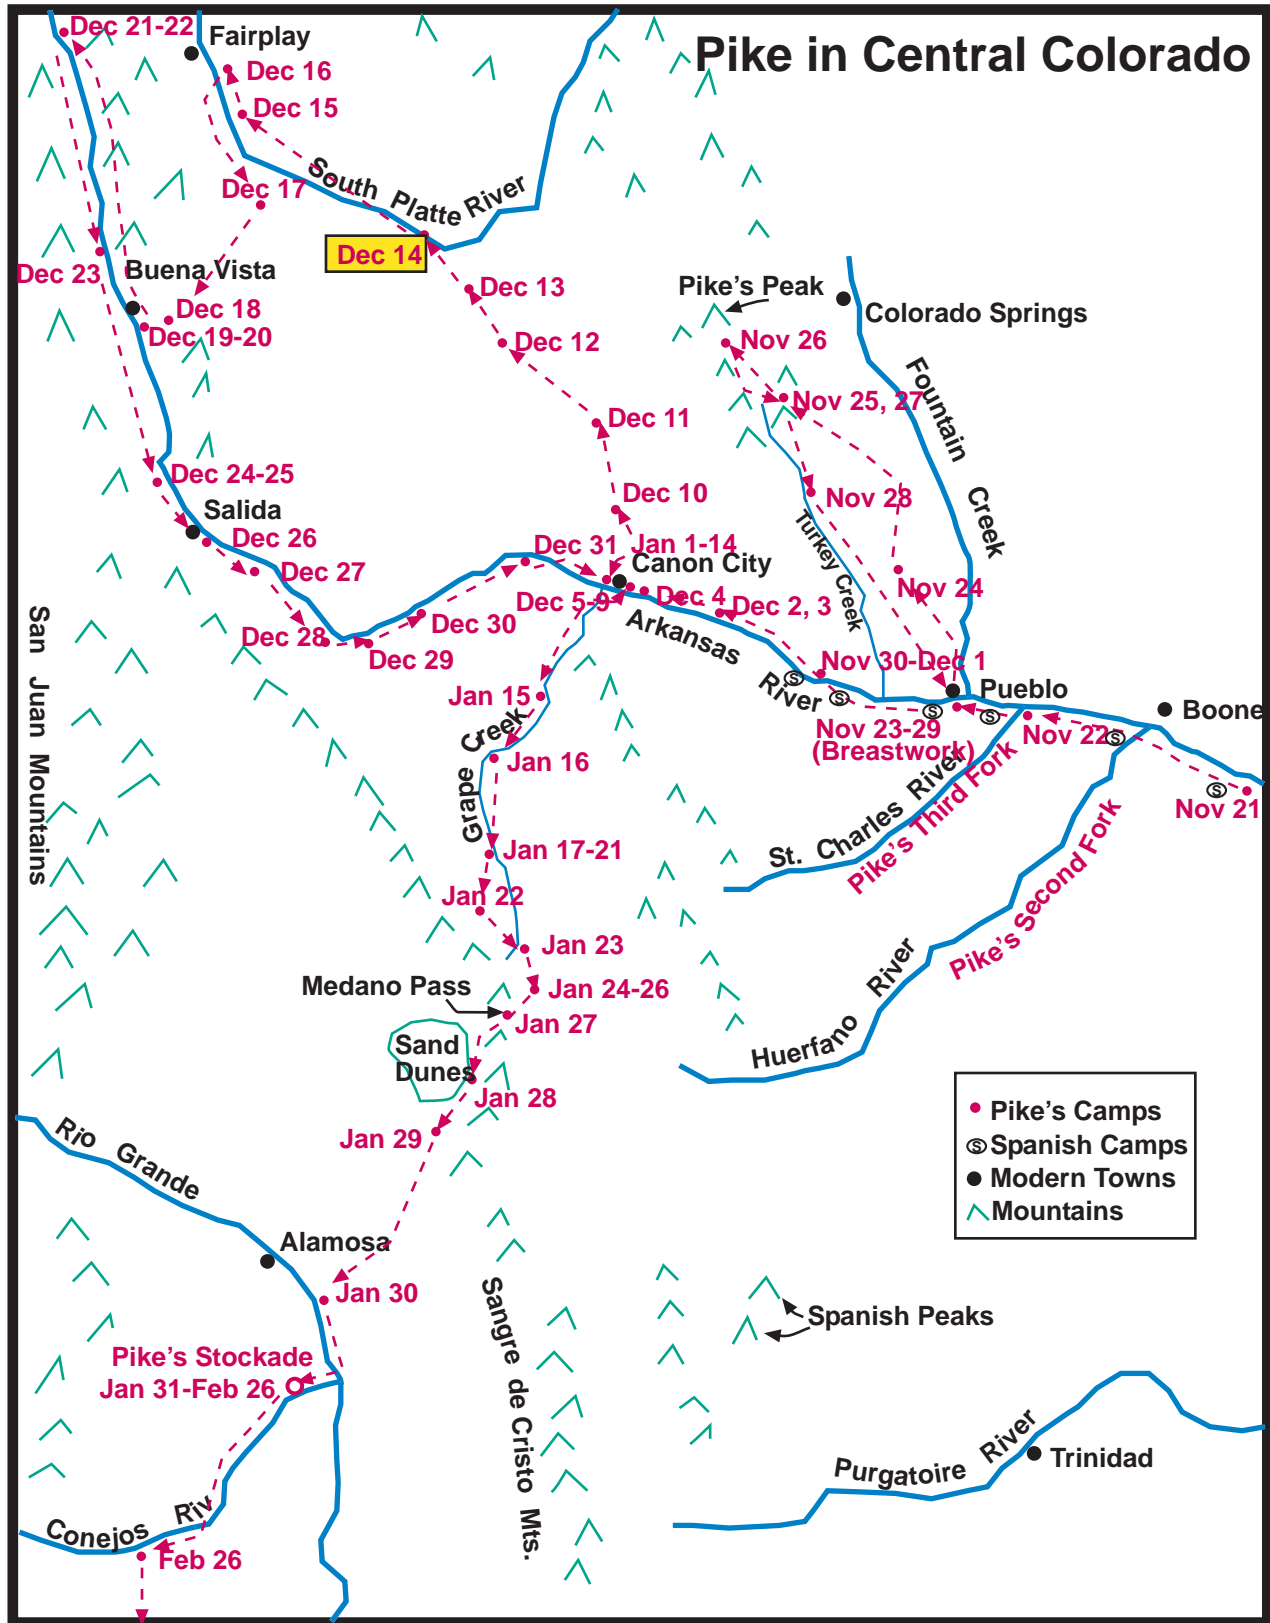 Pike in Central Colorado
Dec 21-22
Fairplay
Dec 16
Dec 15
South Platte River
Dec 17
Dec 14
Dec 23
Buena Vista
Dec 18
Dec 19-20
Dec 13
Dec 12
Pike's Peak
Colorado Springs
Nov 26
Nov 25, 27
Fountain Creek
Dec 11
Dec 10
Nov 28
Turkey Creek
Nov 24
Dec 24-25
Salida
Dec 26
Dec 27
Dec 28
Dec 29
Dec 30
Dec 31
Jan 1-14
Canon City
Dec 5-9
Dec 4
Dec 2, 3
Arkansas River
Nov 30-Dec 1
Pueblo
Boone
Nov 23-29
(Breastwork)
Nov 22
Nov 21
S
S
S
S
S
S
St. Charles River
Pike's Third Fork
Pike's Second Fork
Huerfano River
San Juan Mountains
Jan 15
Grape Creek
Jan 16
Jan 17-21
Jan 22
Jan 23
Medano Pass
Jan 24-26
Jan 27
Sand
Dunes
Jan 28
Jan 29
Pike's Camps
S Spanish Camps
Modern Towns
Mountains
Rio Grande
Alamosa
Jan 30
Sangre de Cristo Mts.
Spanish Peaks
Pike's Stockade
Jan 31-Feb 26
Conejos Riv
Feb 26
Purgatoire River
Trinidad